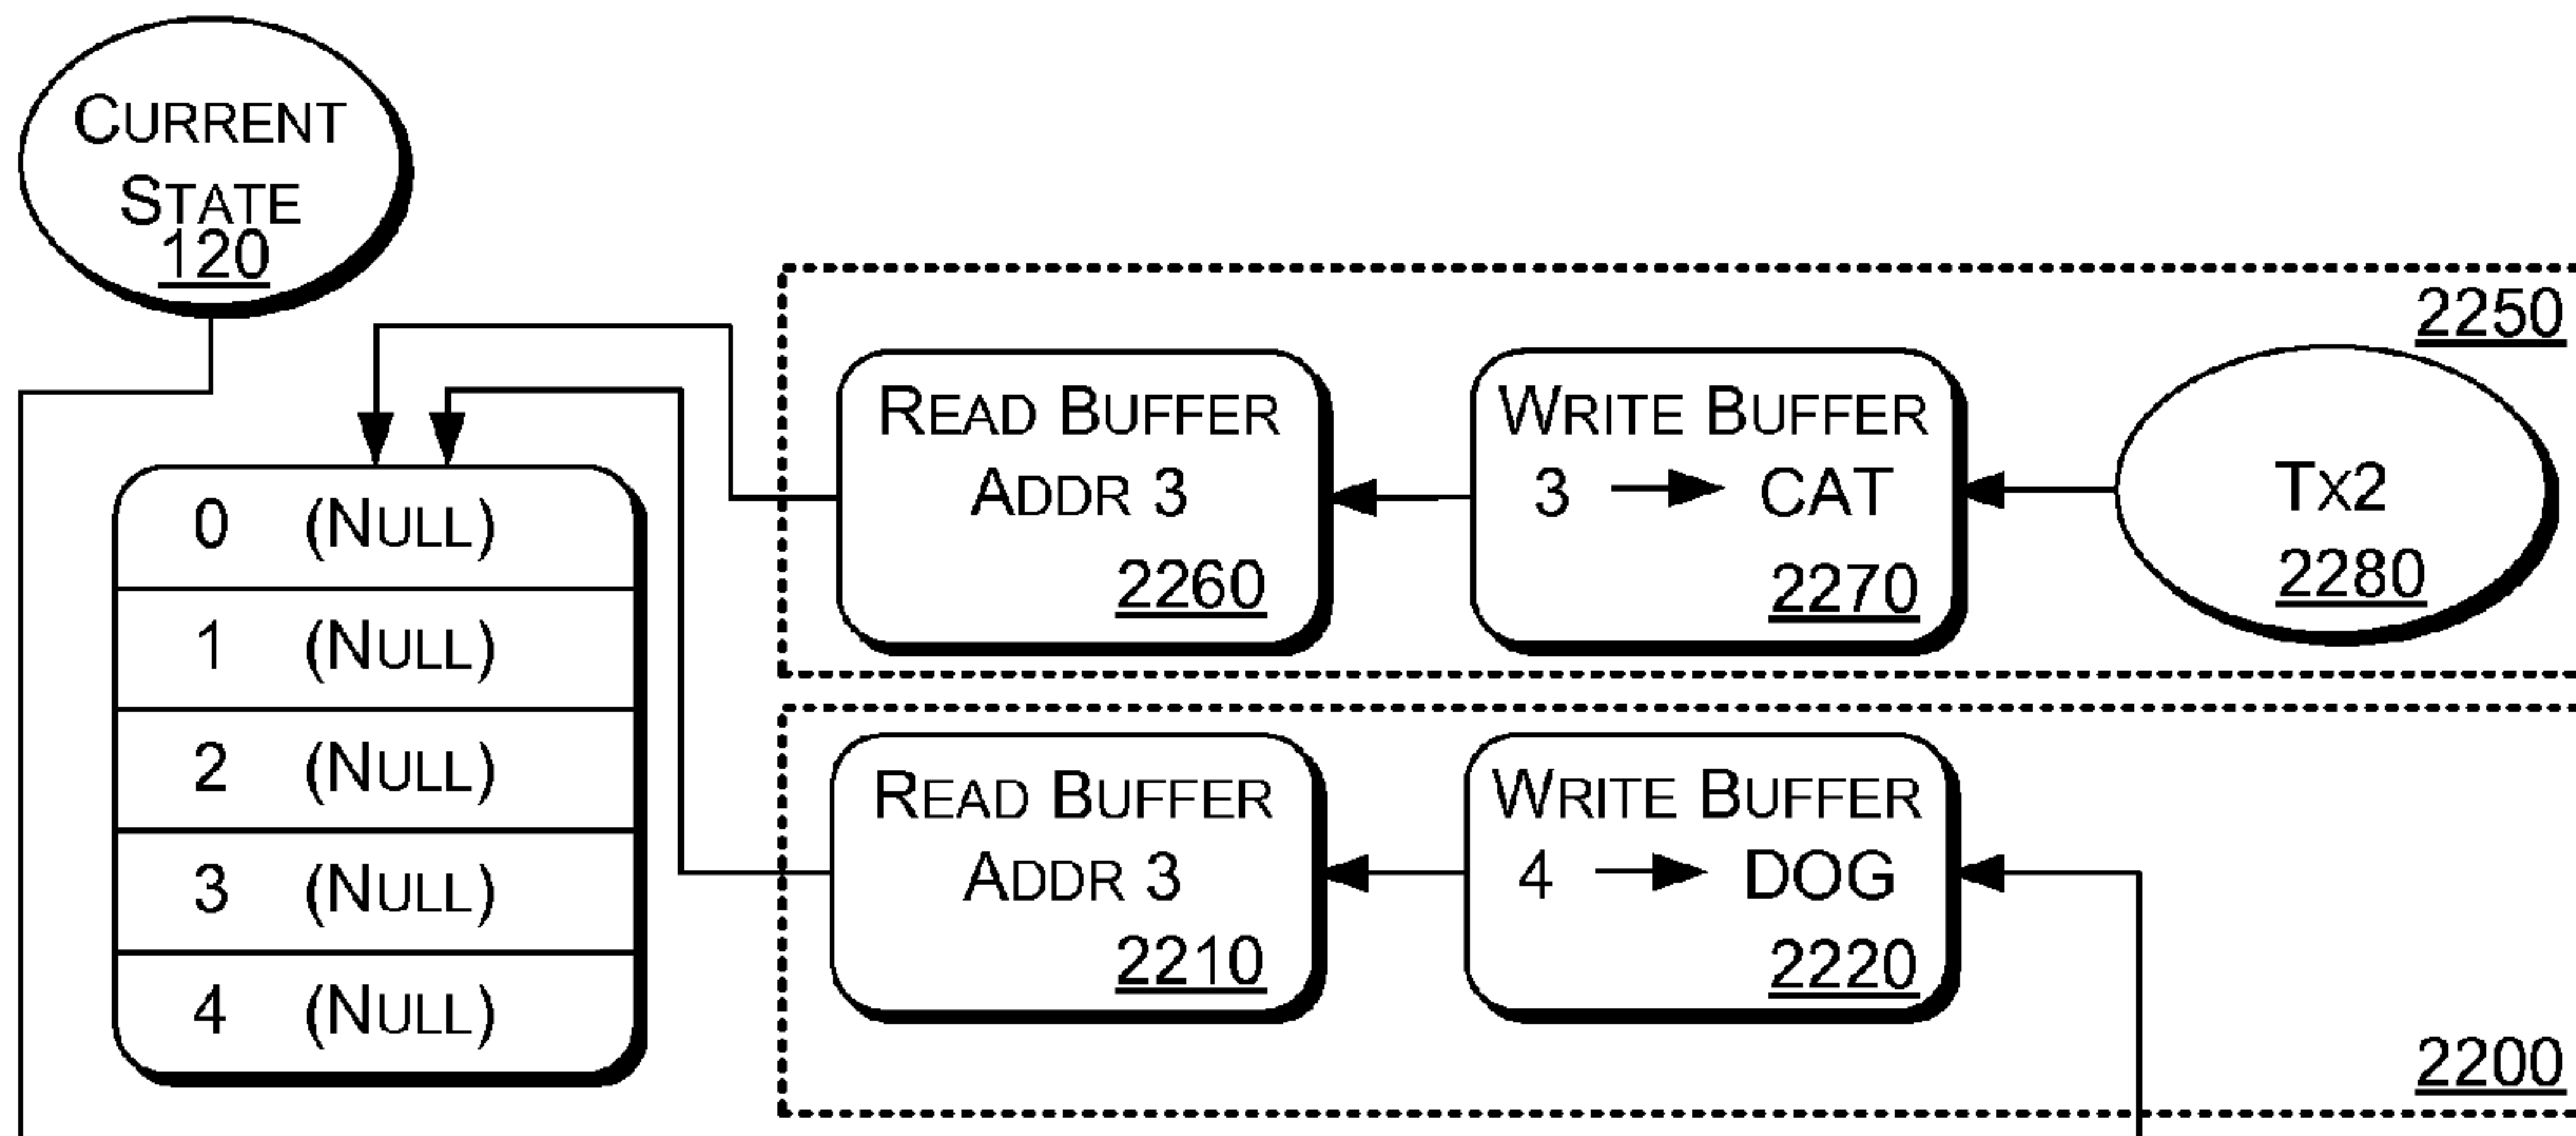 CURRENT
STATE
120
2250
READ BUFFER
ADDR 3
2260
WRITE BUFFER
3 → CAT
2270
TX2
2280
0 (NULL)
1 (NULL)
2 (NULL)
3 (NULL)
4 (NULL)
READ BUFFER
ADDR 3
2210
WRITE BUFFER
4 → DOG
2220
2200